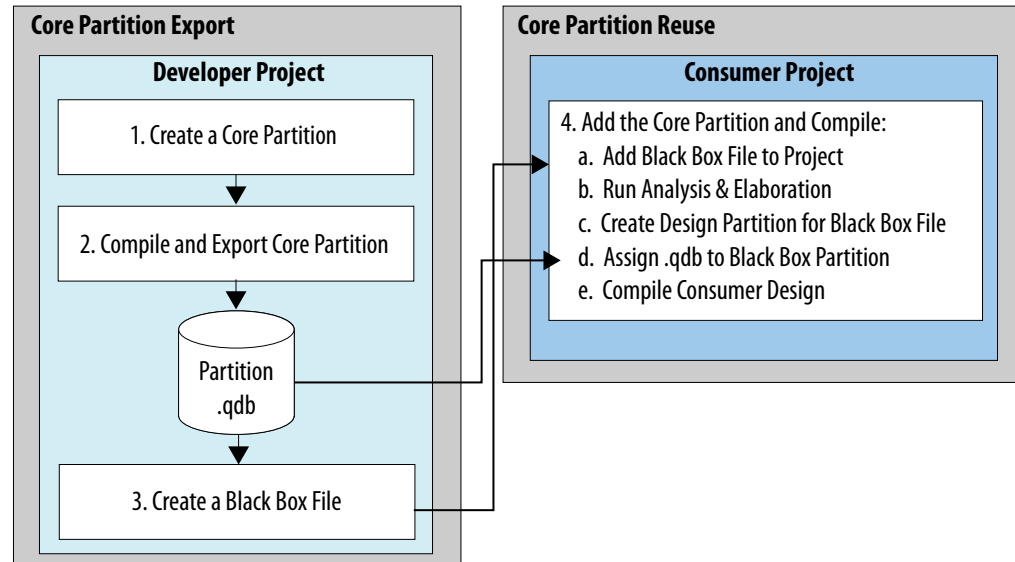 Core Partition Export
Developer Project
1. Create a Core Partition
2. Compile and Export Core Partition
Partition
.qdb
3. Create a Black Box File
Core Partition Reuse
Consumer Project
4. Add the Core Partition and Compile:
a. Add Black Box File to Project
b. Run Analysis & Elaboration
c. Create Design Partition for Black Box File
d. Assign .qdb to Black Box Partition
e. Compile Consumer Design